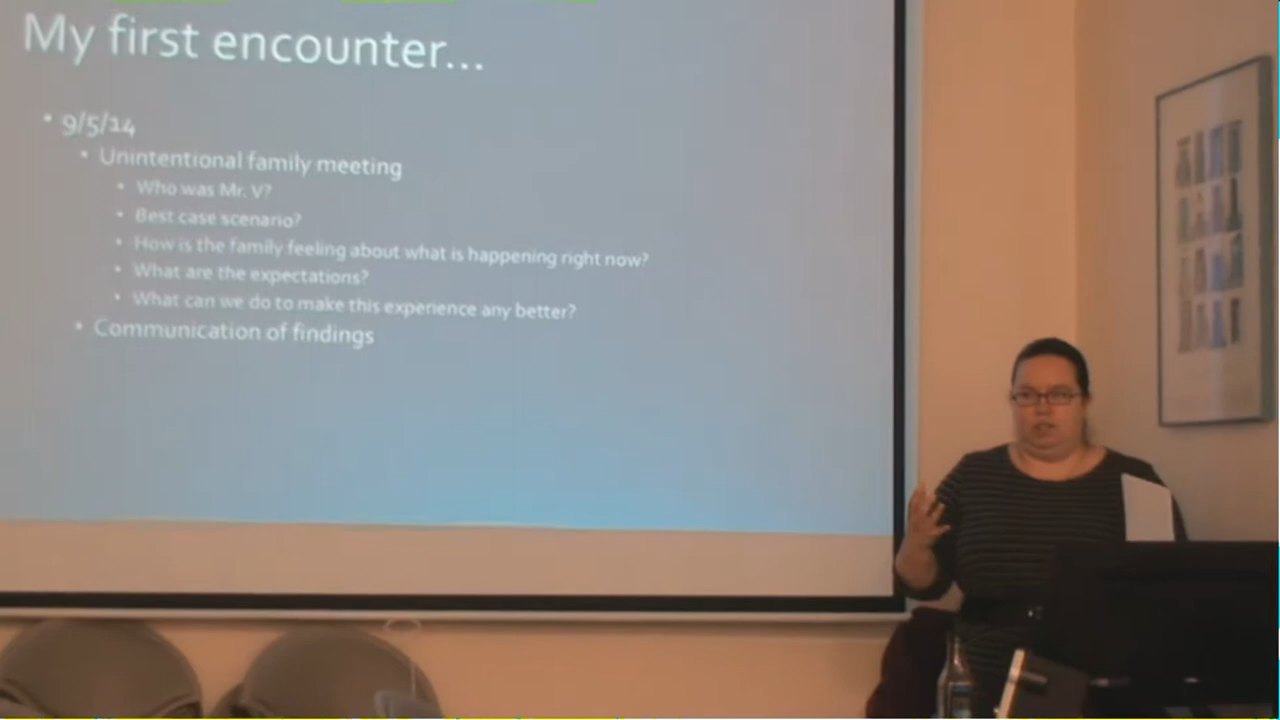 My first encounter...
• 9/5/14
• Unintentional family meeting
• Who was Mr. V?
• Best case scenario?
• How is the family feeling about what is happening right now?
• What are the expectations?
• What can we do to make this experience any better?
• Communication of findings